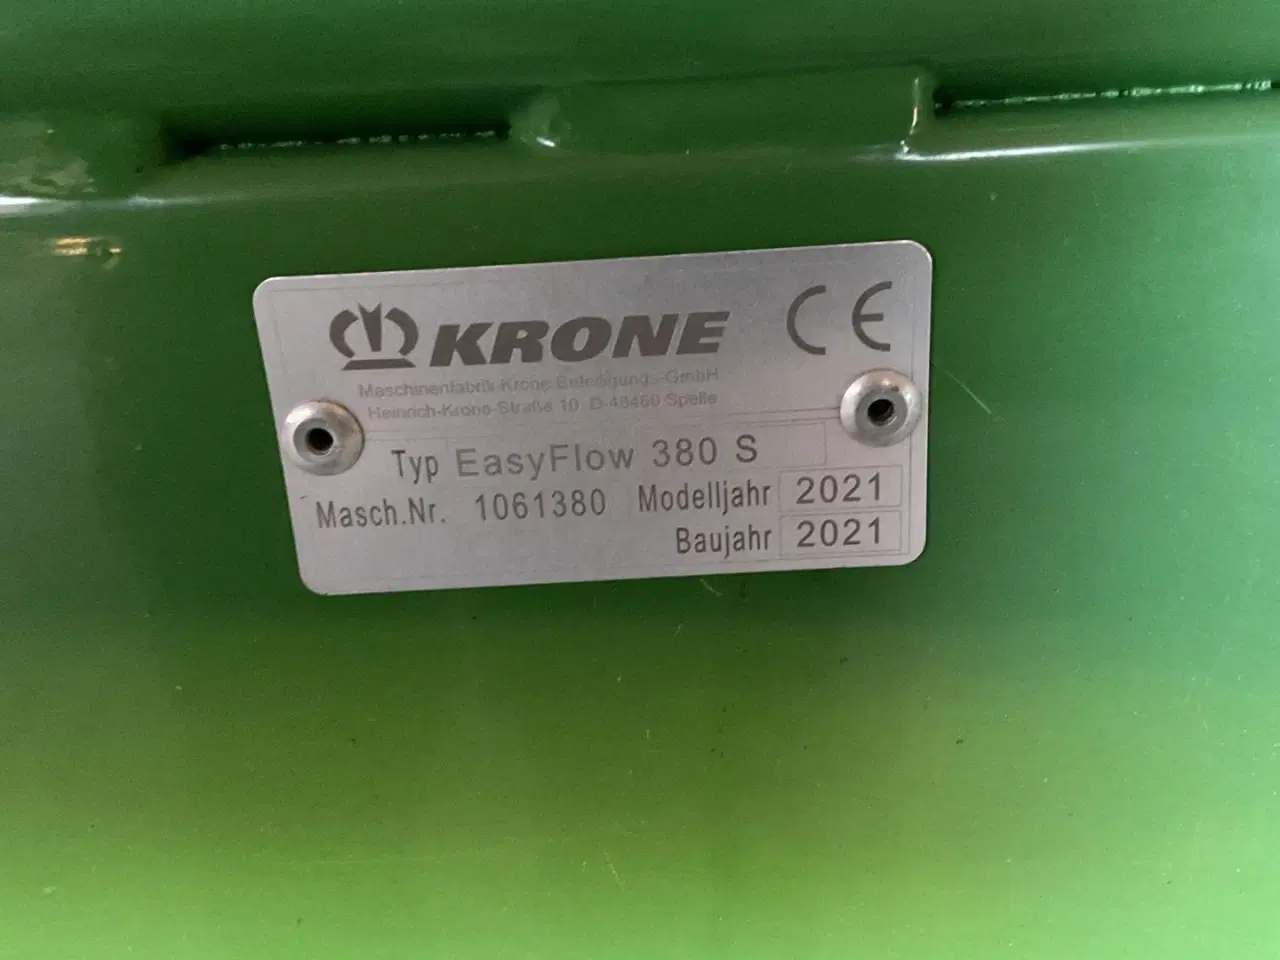 KRONE CE
Maschinenfabrik Krone Beteiligungs-GmbH
Heinrich-Krone-Straße 10, D-48480 Spelle
Typ EasyFlow 380 S
Masch.Nr. 1061380 Modelljahr 2021
Baujahr 2021